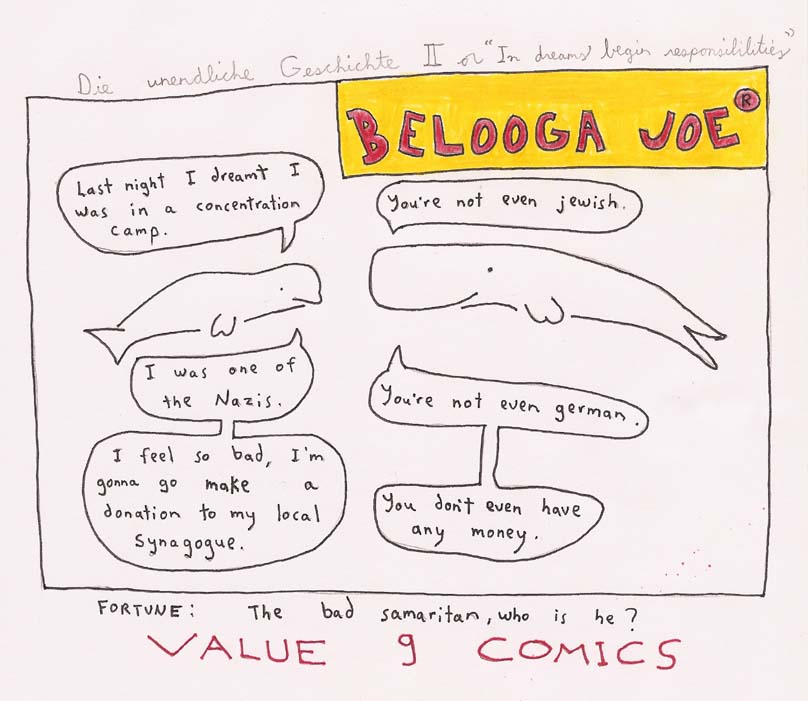 Die unendliche Geschichte II or "In dreams begin responsililities"
BELOOGA JOE ®
Last night I dreamt I
was in a concentration
camp.
You're not even jewish.
I was one of
the Nazis.
You're not even german.
I feel so bad, I'm
gonna go make a
donation to my local
Synagogue.
You don't even have
any money.
FORTUNE: The bad samaritan, who is he?
VALUE 9 COMICS